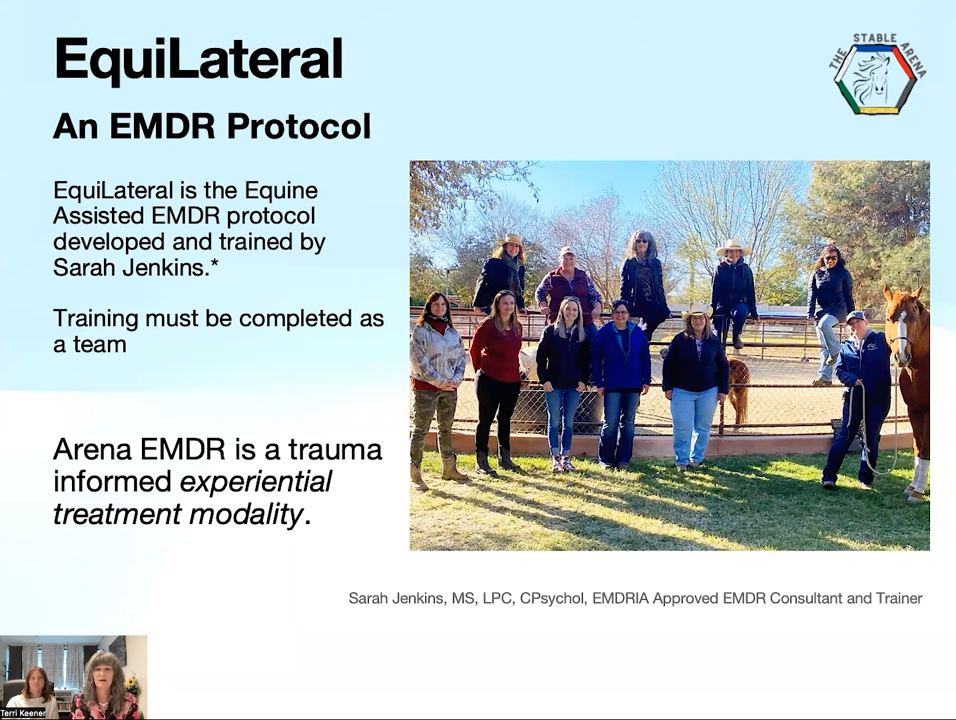 EquiLateral
THE STABLE ARENA
An EMDR Protocol
EquiLateral is the Equine
Assisted EMDR protocol
developed and trained by
Sarah Jenkins.*
Training must be completed as
a team
Arena EMDR is a trauma
informed experiential
treatment modality.
Sarah Jenkins, MS, LPC, CPsychol, EMDRIA Approved EMDR Consultant and Trainer
Terri Keener